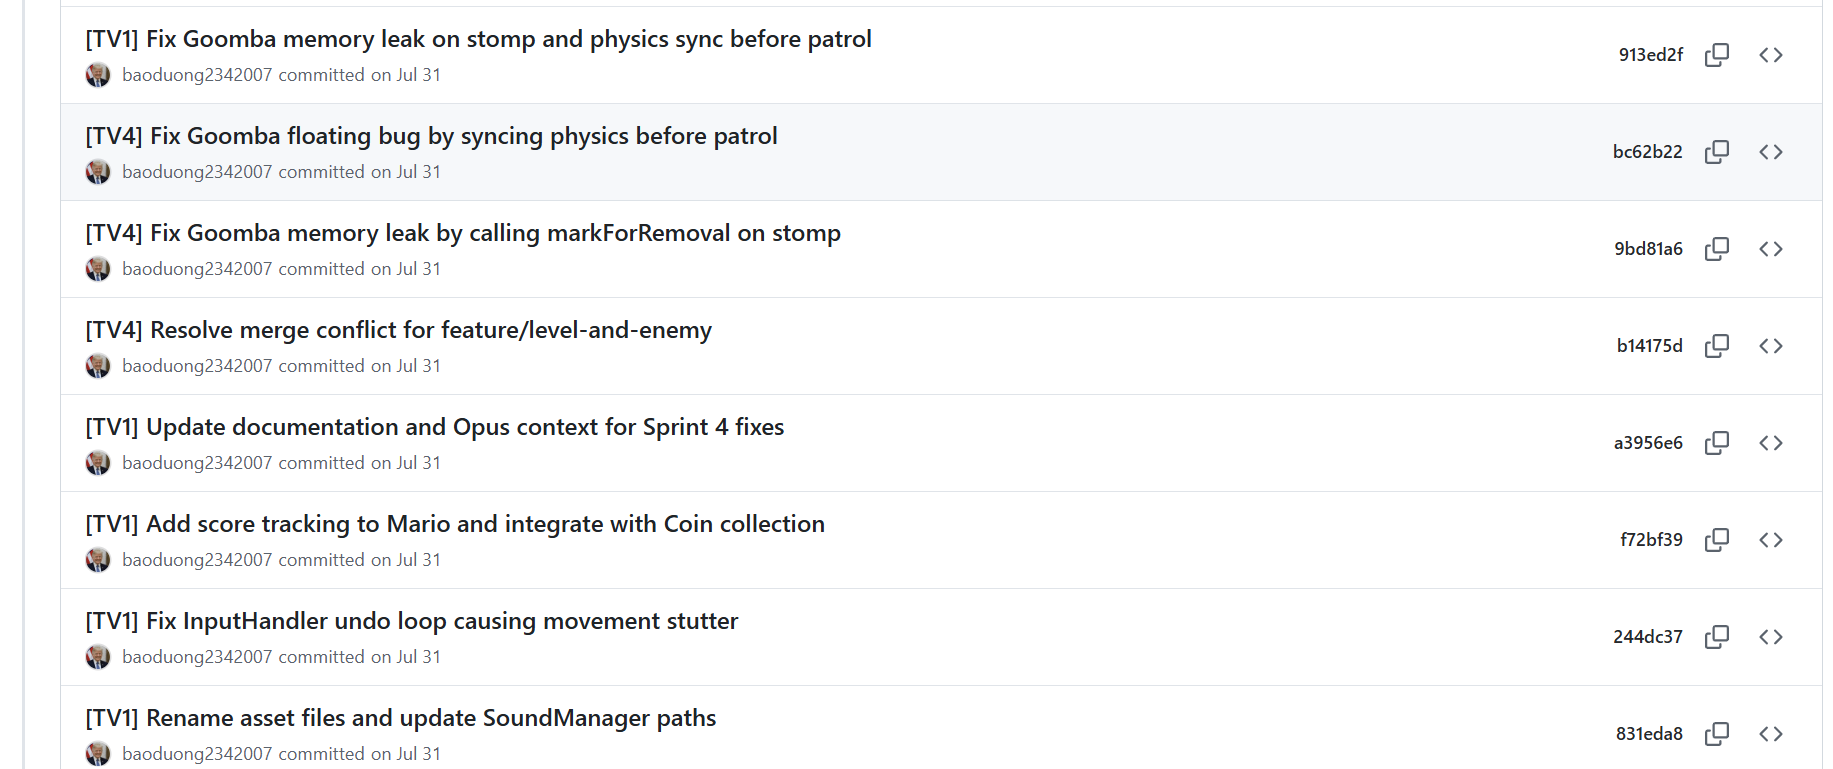 [TV1] Fix Goomba memory leak on stomp and physics sync before patrol
baoduong2342007 committed on Jul 31
913ed2f
[TV4] Fix Goomba floating bug by syncing physics before patrol
baoduong2342007 committed on Jul 31
bc62b22
[TV4] Fix Goomba memory leak by calling markForRemoval on stomp
baoduong2342007 committed on Jul 31
9bd81a6
[TV4] Resolve merge conflict for feature/level-and-enemy
baoduong2342007 committed on Jul 31
b14175d
[TV1] Update documentation and Opus context for Sprint 4 fixes
baoduong2342007 committed on Jul 31
a3956e6
[TV1] Add score tracking to Mario and integrate with Coin collection
baoduong2342007 committed on Jul 31
f72bf39
[TV1] Fix InputHandler undo loop causing movement stutter
baoduong2342007 committed on Jul 31
244dc37
[TV1] Rename asset files and update SoundManager paths
baoduong2342007 committed on Jul 31
831eda8